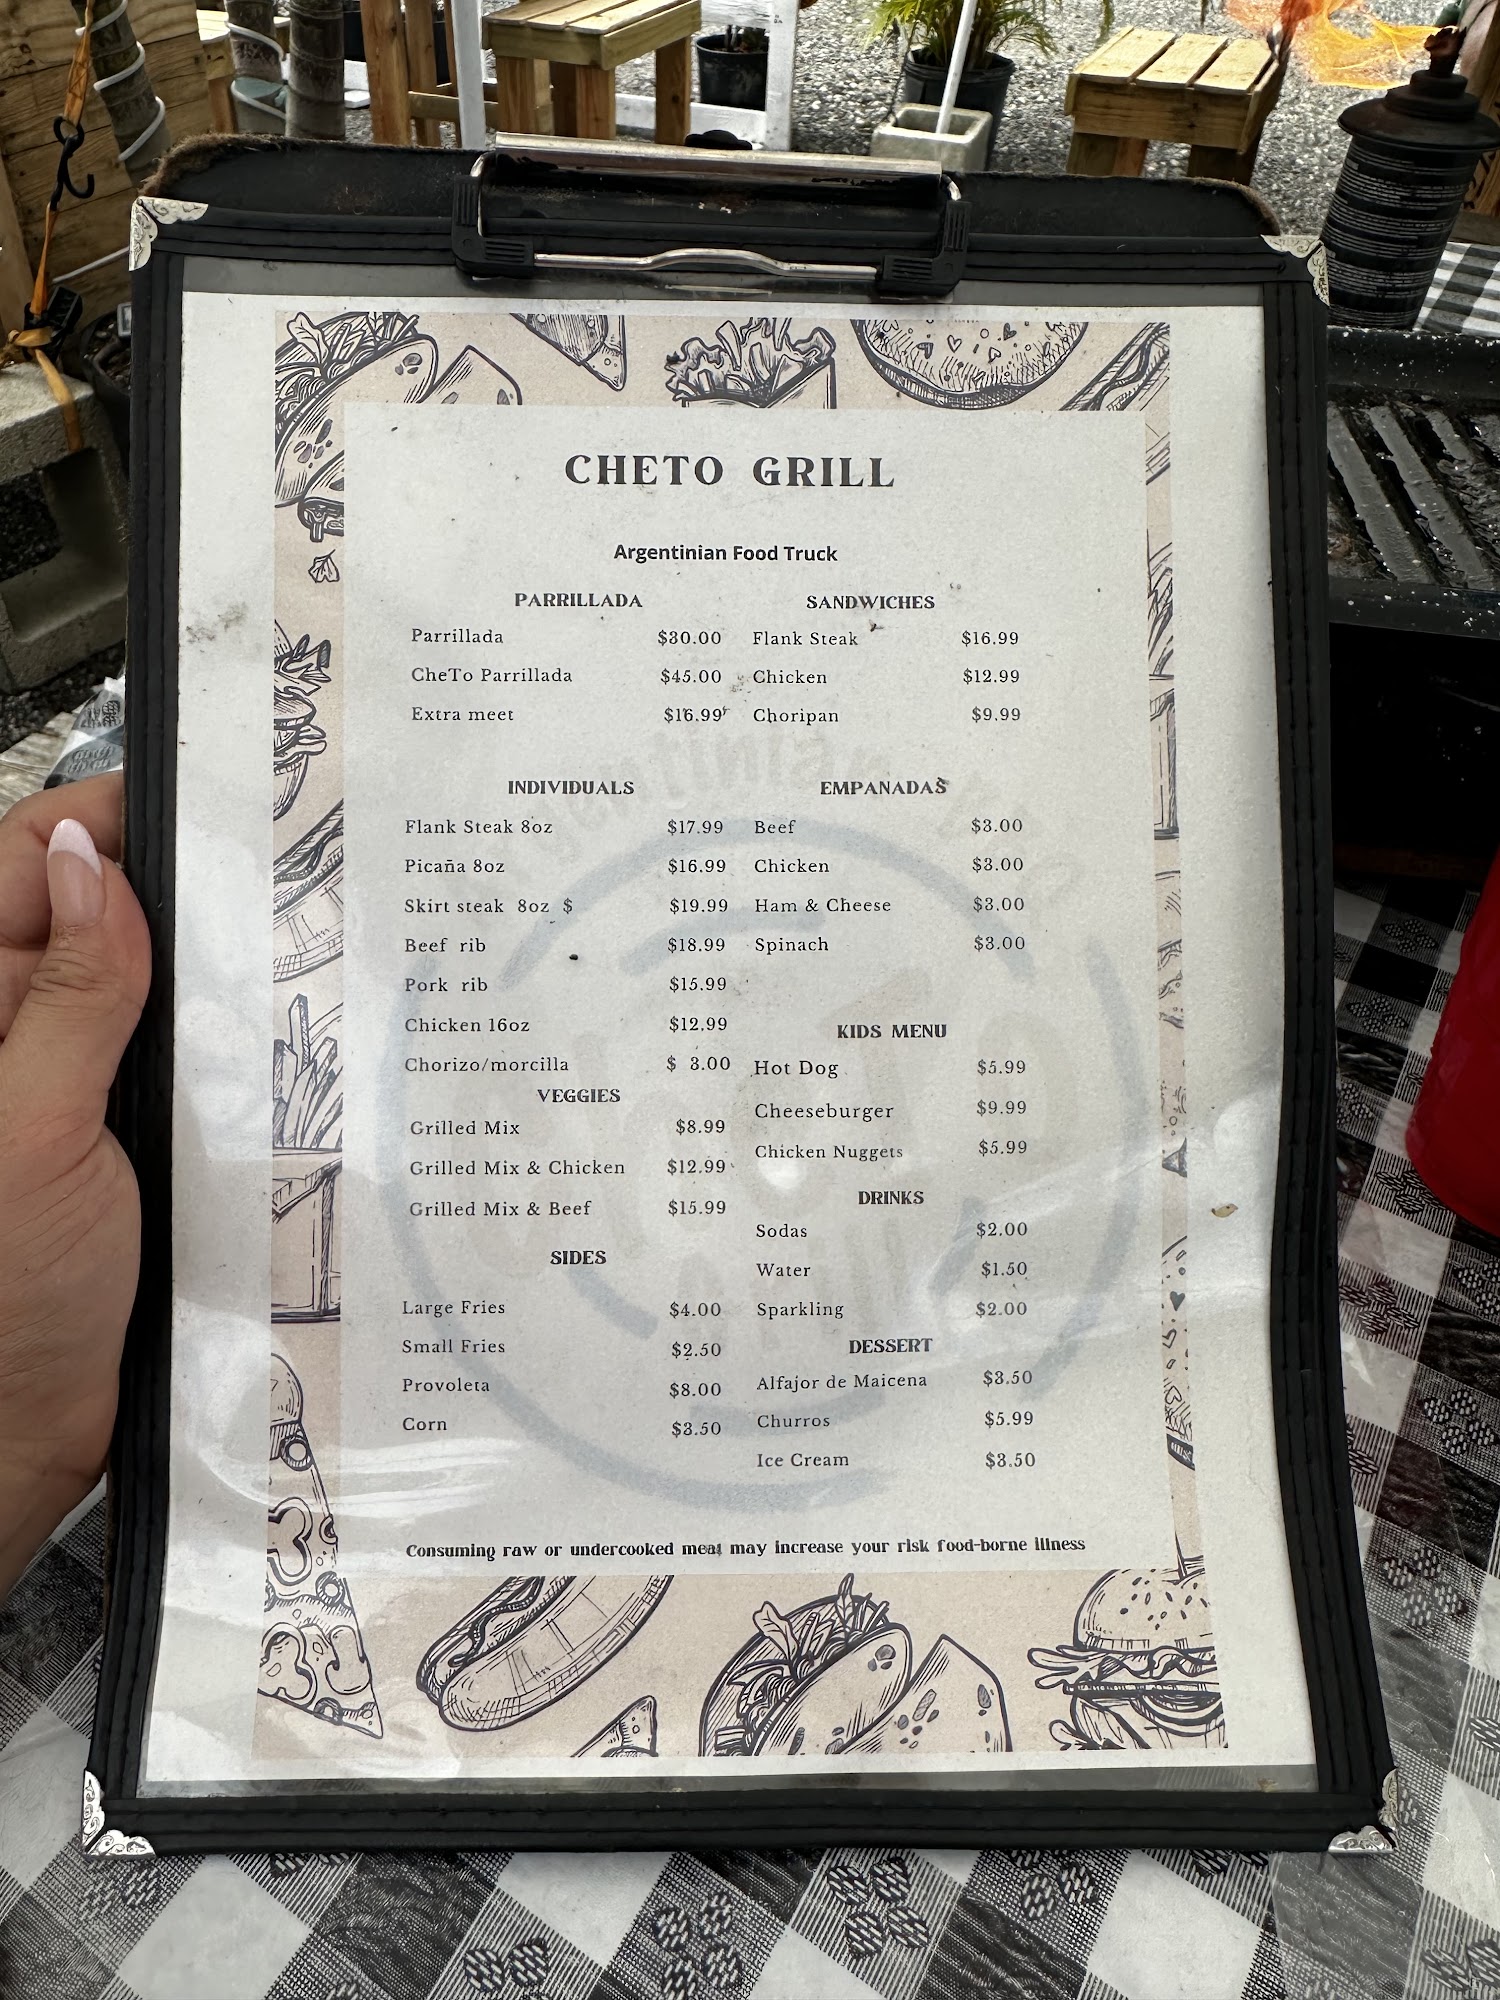 CHETO GRILL
Argentinian Food Truck
PARRILLADA
Parrillada $30.00
CheTo Parrillada $45.00
Extra meet $16.99
INDIVIDUALS
Flank Steak 8oz $17.99
Picaña 8oz $16.99
Skirt steak 8oz $ $19.99
Beef rib $18.99
Pork rib $15.99
Chicken 16oz $12.99
Chorizo/morcilla $ 3.00
VEGGIES
Grilled Mix $8.99
Grilled Mix & Chicken $12.99
Grilled Mix & Beef $15.99
SIDES
Large Fries $4.00
Small Fries $2.50
Provoleta $8.00
Corn $3.50
SANDWICHES
Flank Steak $16.99
Chicken $12.99
Choripan $9.99
EMPANADAS
Beef $3.00
Chicken $3.00
Ham & Cheese $3.00
Spinach $3.00
KIDS MENU
Hot Dog $5.99
Cheeseburger $9.99
Chicken Nuggets $5.99
DRINKS
Sodas $2.00
Water $1.50
Sparkling $2.00
DESSERT
Alfajor de Maicena $3.50
Churros $5.99
Ice Cream $3.50
Consuming raw or undercooked meat may increase your risk food-borne illness